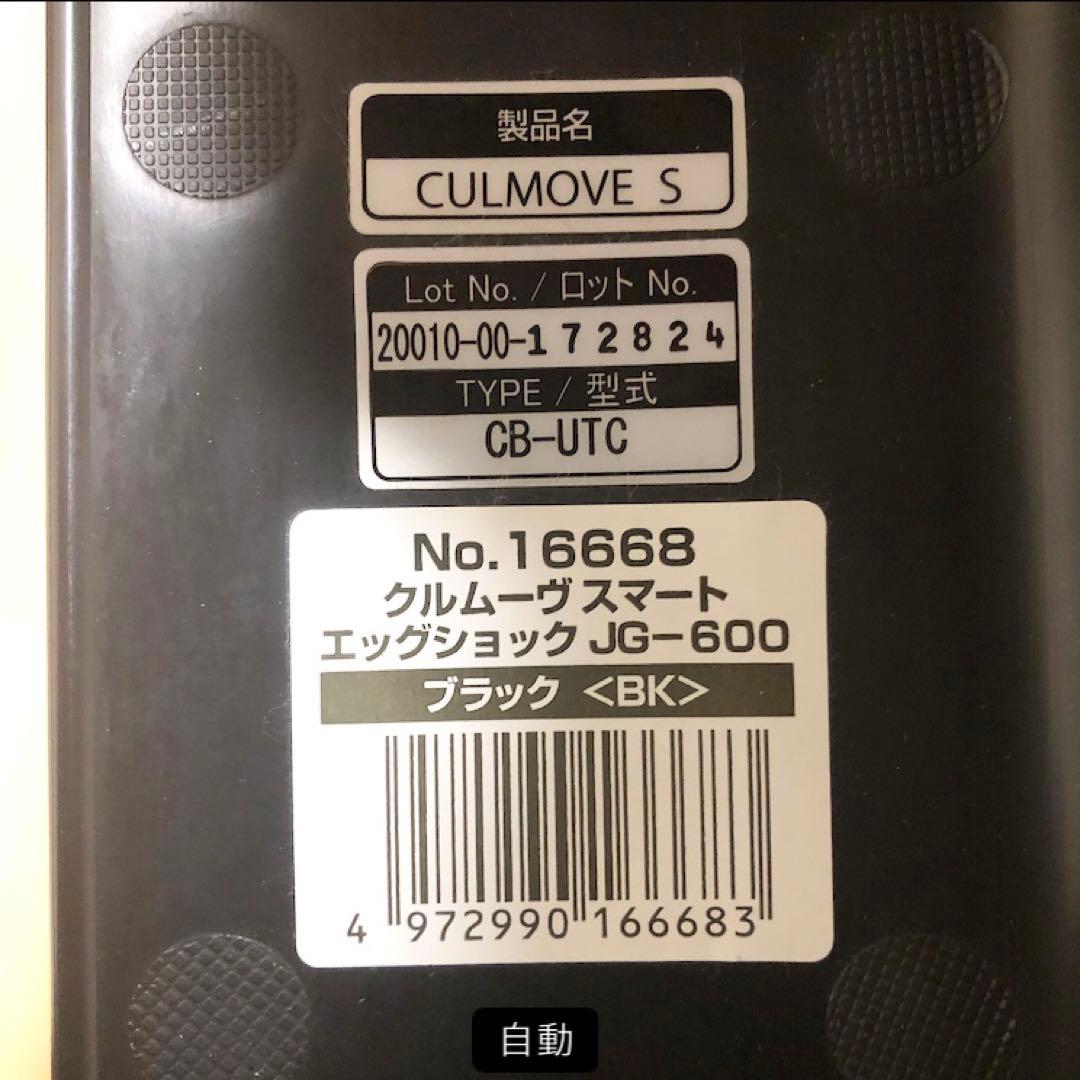 製品名
CULMOVE S
Lot No. / ロット No.
20010-00-172824
TYPE / 型式
CB-UTC
No.16668
クルムーヴ スマート
エッグショック JG-600
ブラック <BK>
4 972990 166683
自動